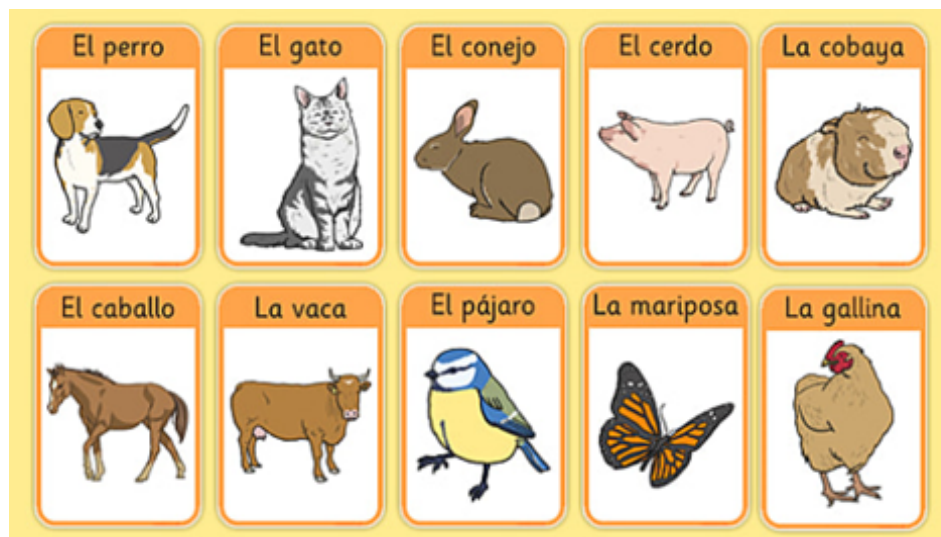 El perro
El gato
El conejo
El cerdo
La cobaya
El caballo
La vaca
El pájaro
La mariposa
La gallina